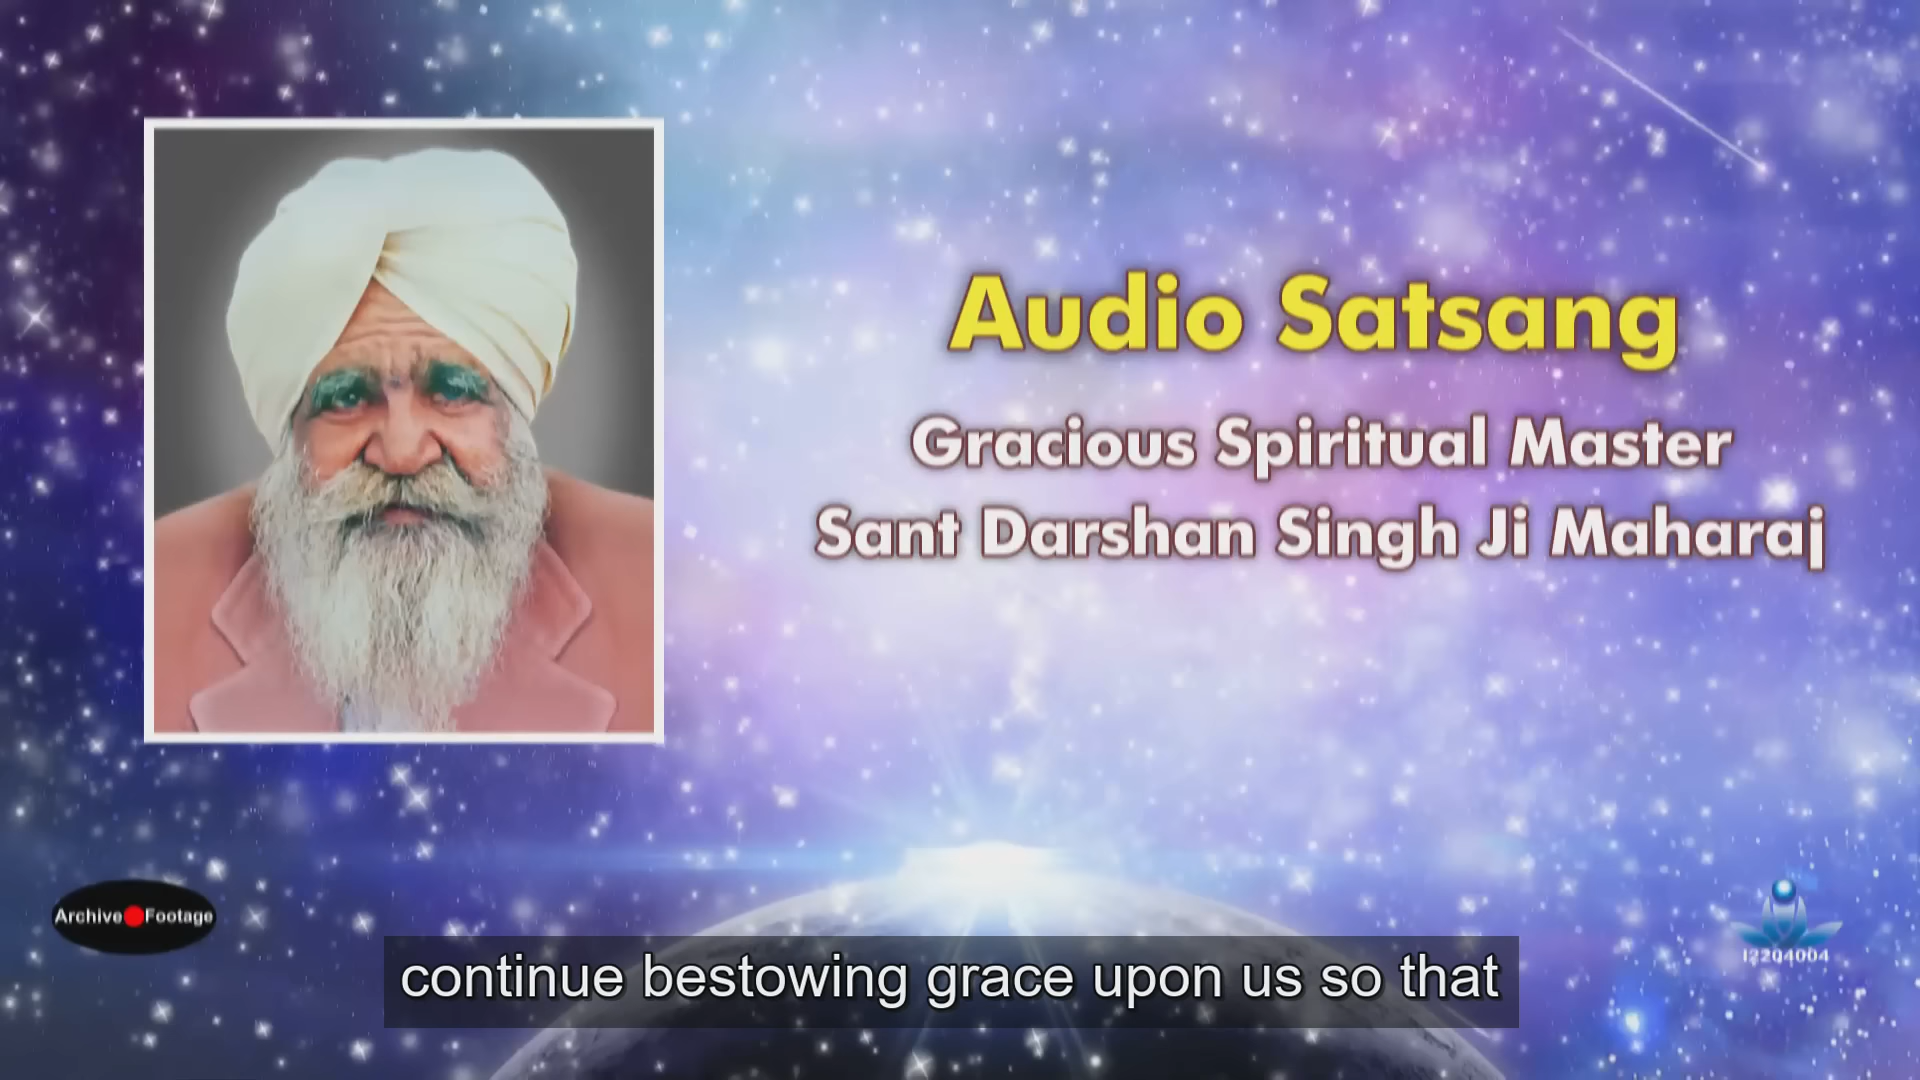 Audio Satsang
Gracious Spiritual Master
Sant Darshan Singh Ji Maharaj
Archive Footage
12204004
continue bestowing grace upon us so that